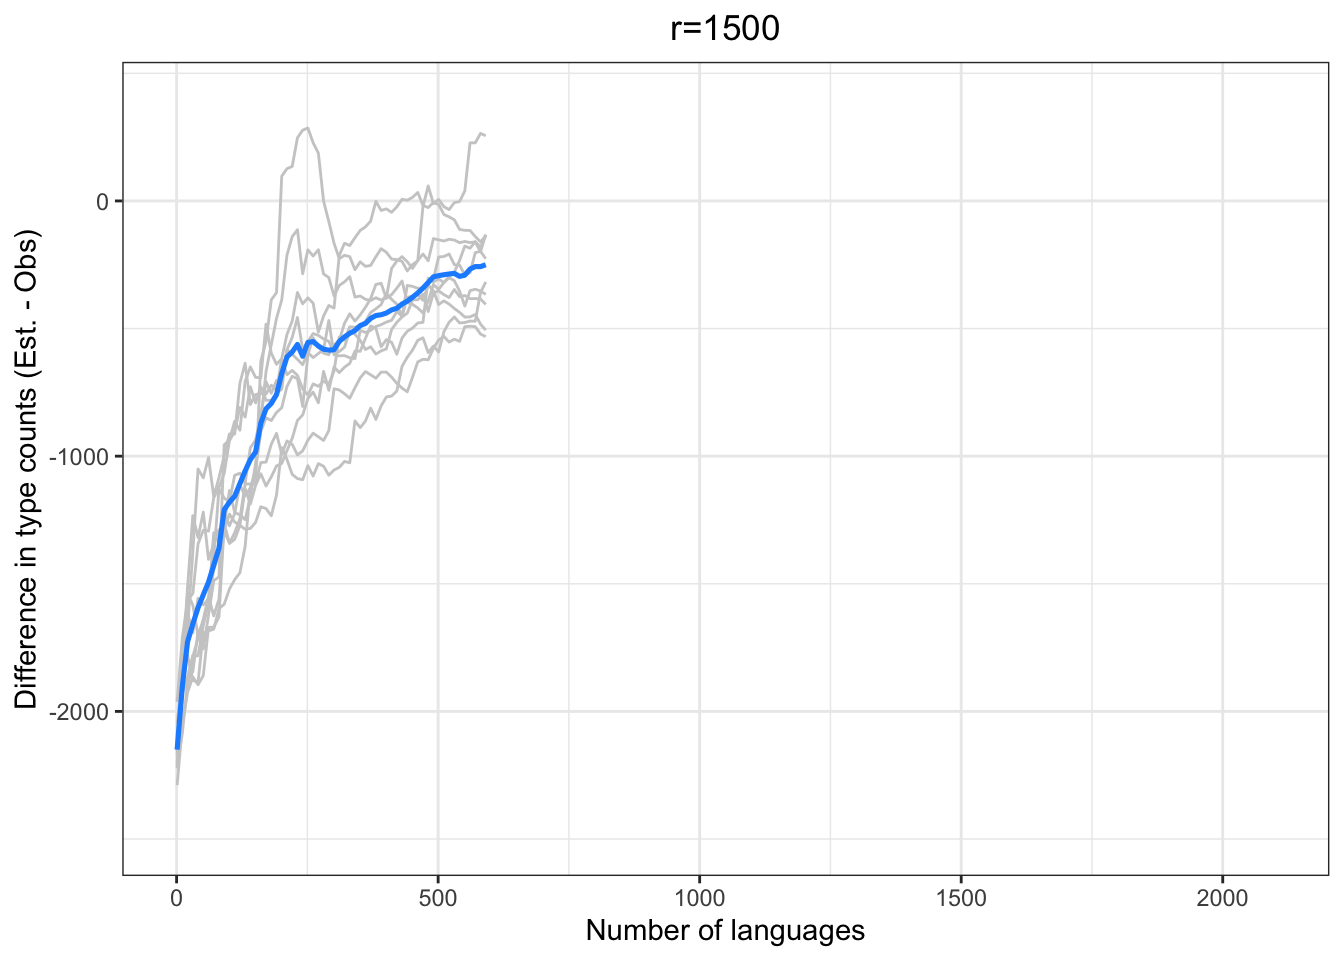 r=1500
Difference in type counts (Est. - Obs)
0
-1000
-2000
0 500 1000 1500 2000
Number of languages